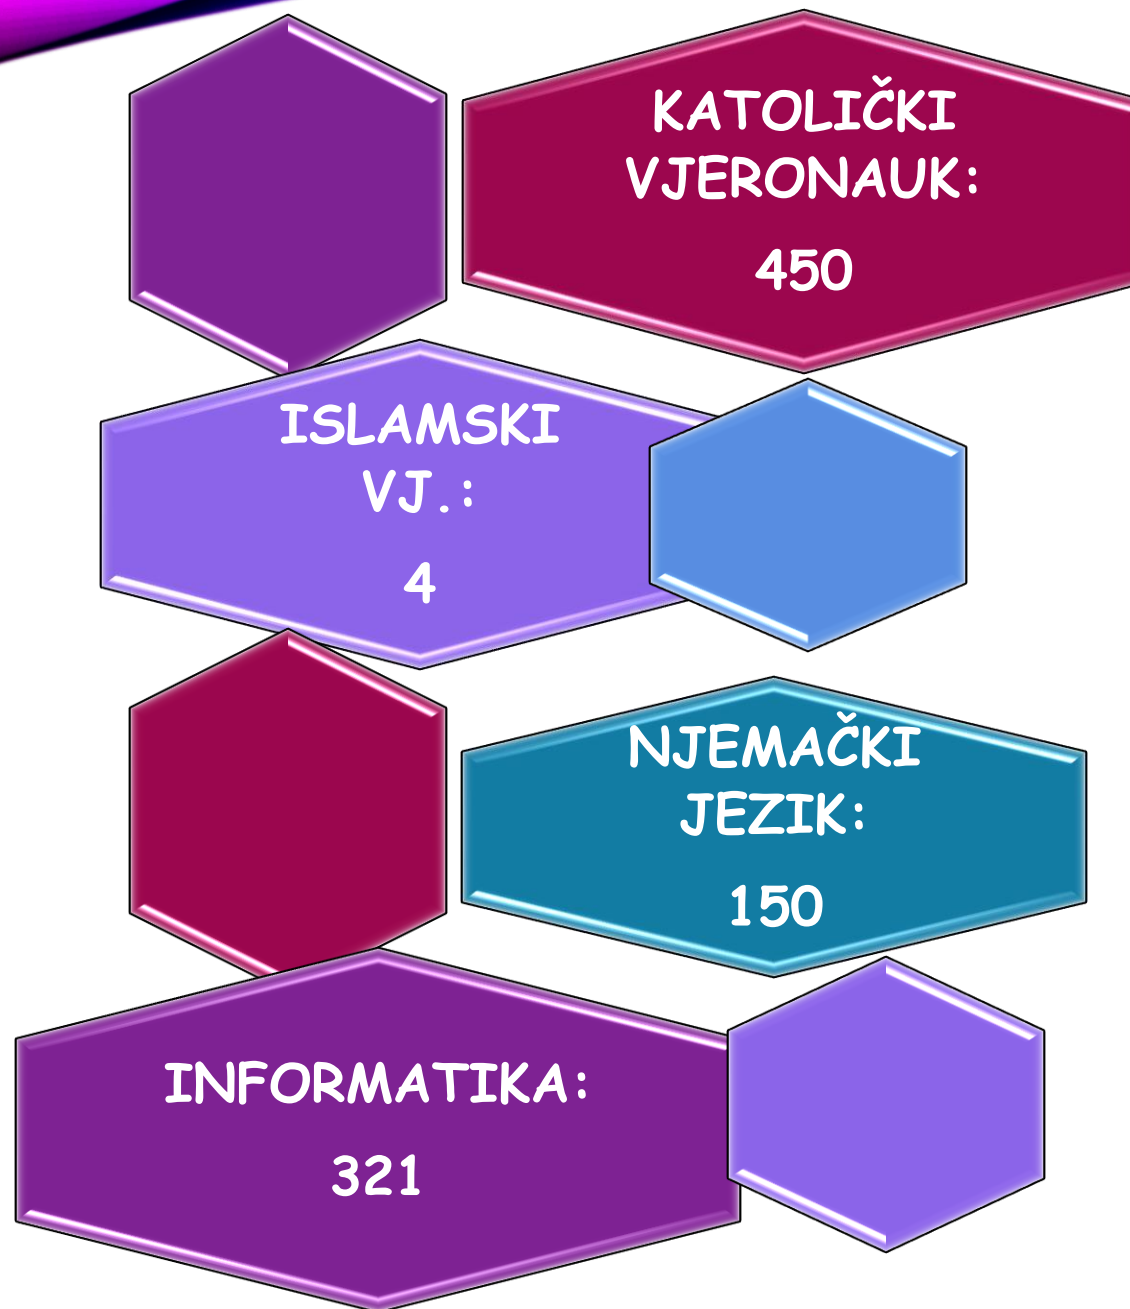 KATOLIČKI
VJERONAUK:
450
ISLAMSKI
VJ.:
4
NJEMAČKI
JEZIK:
150
INFORMATIKA:
321